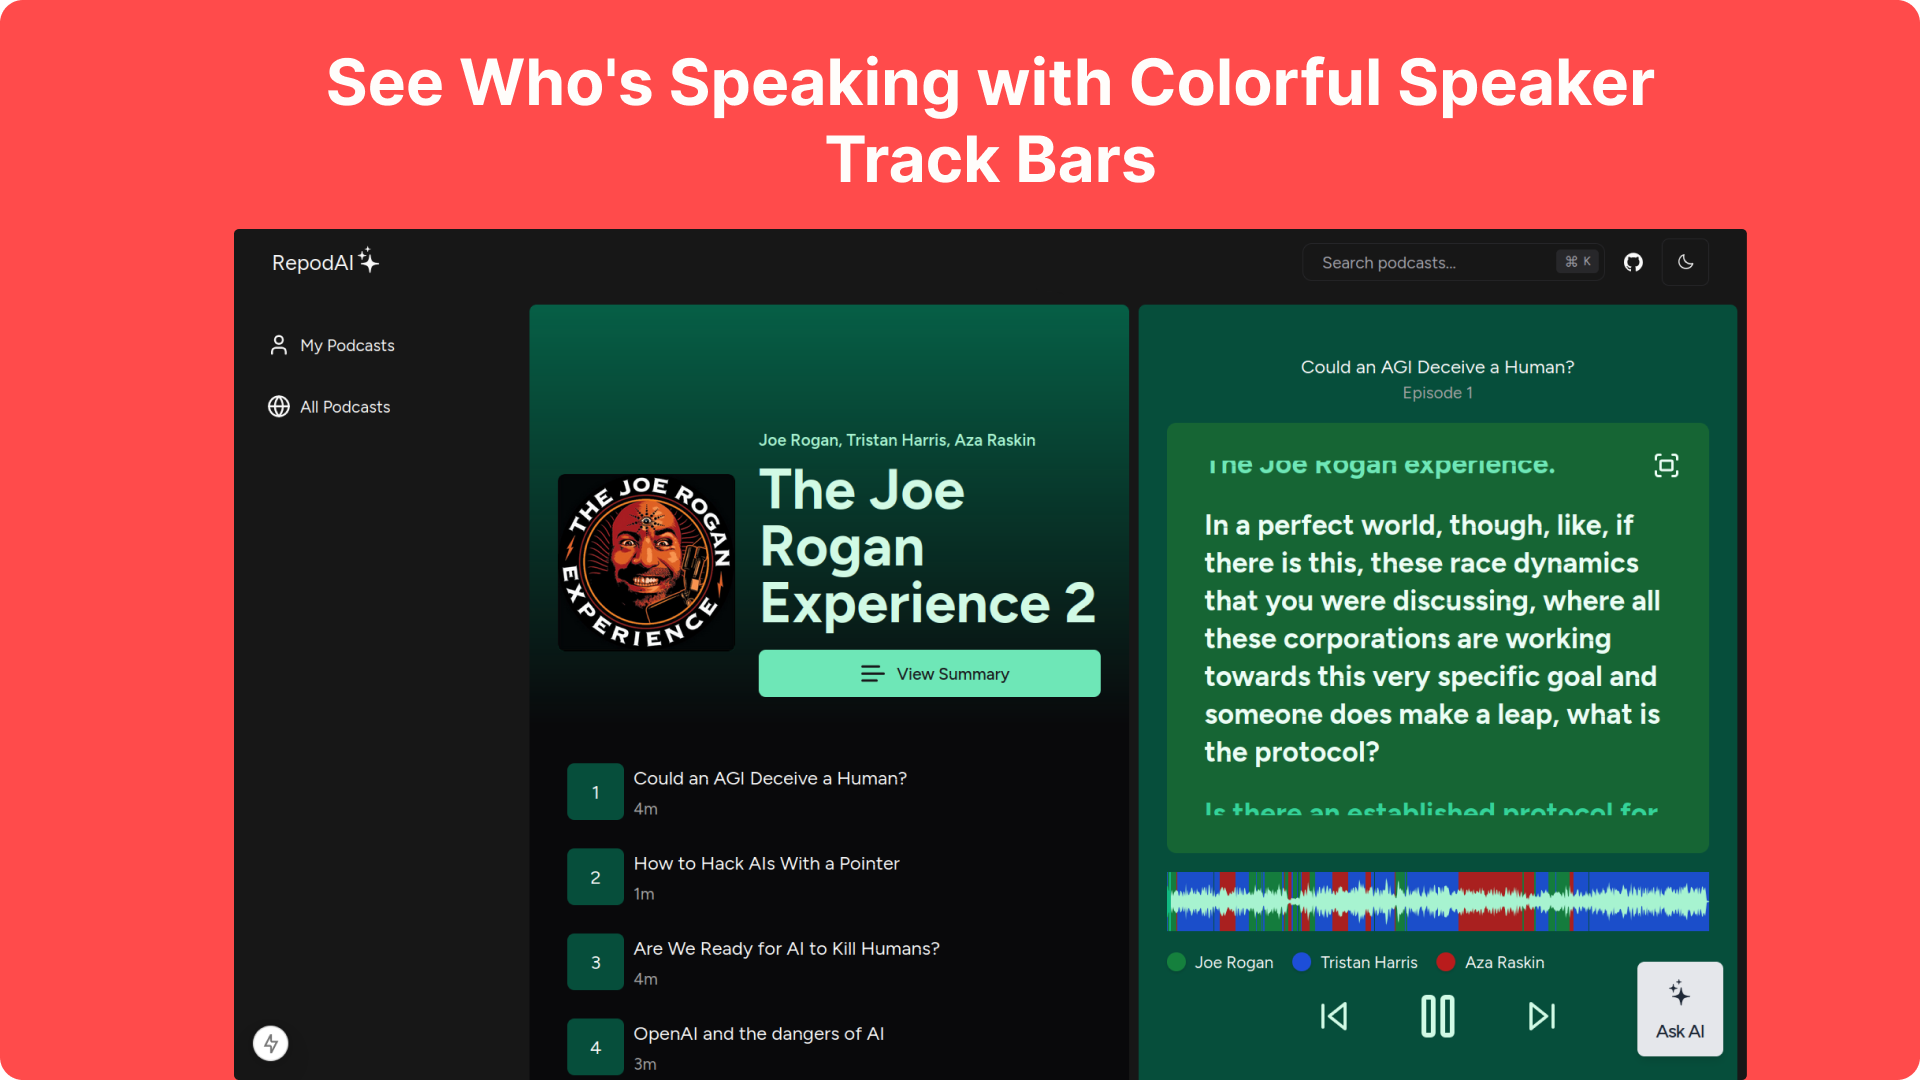 See Who's Speaking with Colorful Speaker
Track Bars
RepodAI
Search podcasts...
⌘ K
My Podcasts
All Podcasts
Joe Rogan, Tristan Harris, Aza Raskin
The Joe
Rogan
Experience 2
THE JOE ROGAN
EXPERIENCE
View Summary
1
Could an AGI Deceive a Human?
4m
2
How to Hack AIs With a Pointer
1m
3
Are We Ready for AI to Kill Humans?
4m
4
OpenAI and the dangers of AI
3m
Could an AGI Deceive a Human?
Episode 1
The Joe Rogan experience.
In a perfect world, though, like, if
there is this, these race dynamics
that you were discussing, where all
these corporations are working
towards this very specific goal and
someone does make a leap, what is
the protocol?
Is there an established protocol for
Joe Rogan
Tristan Harris
Aza Raskin
Ask AI